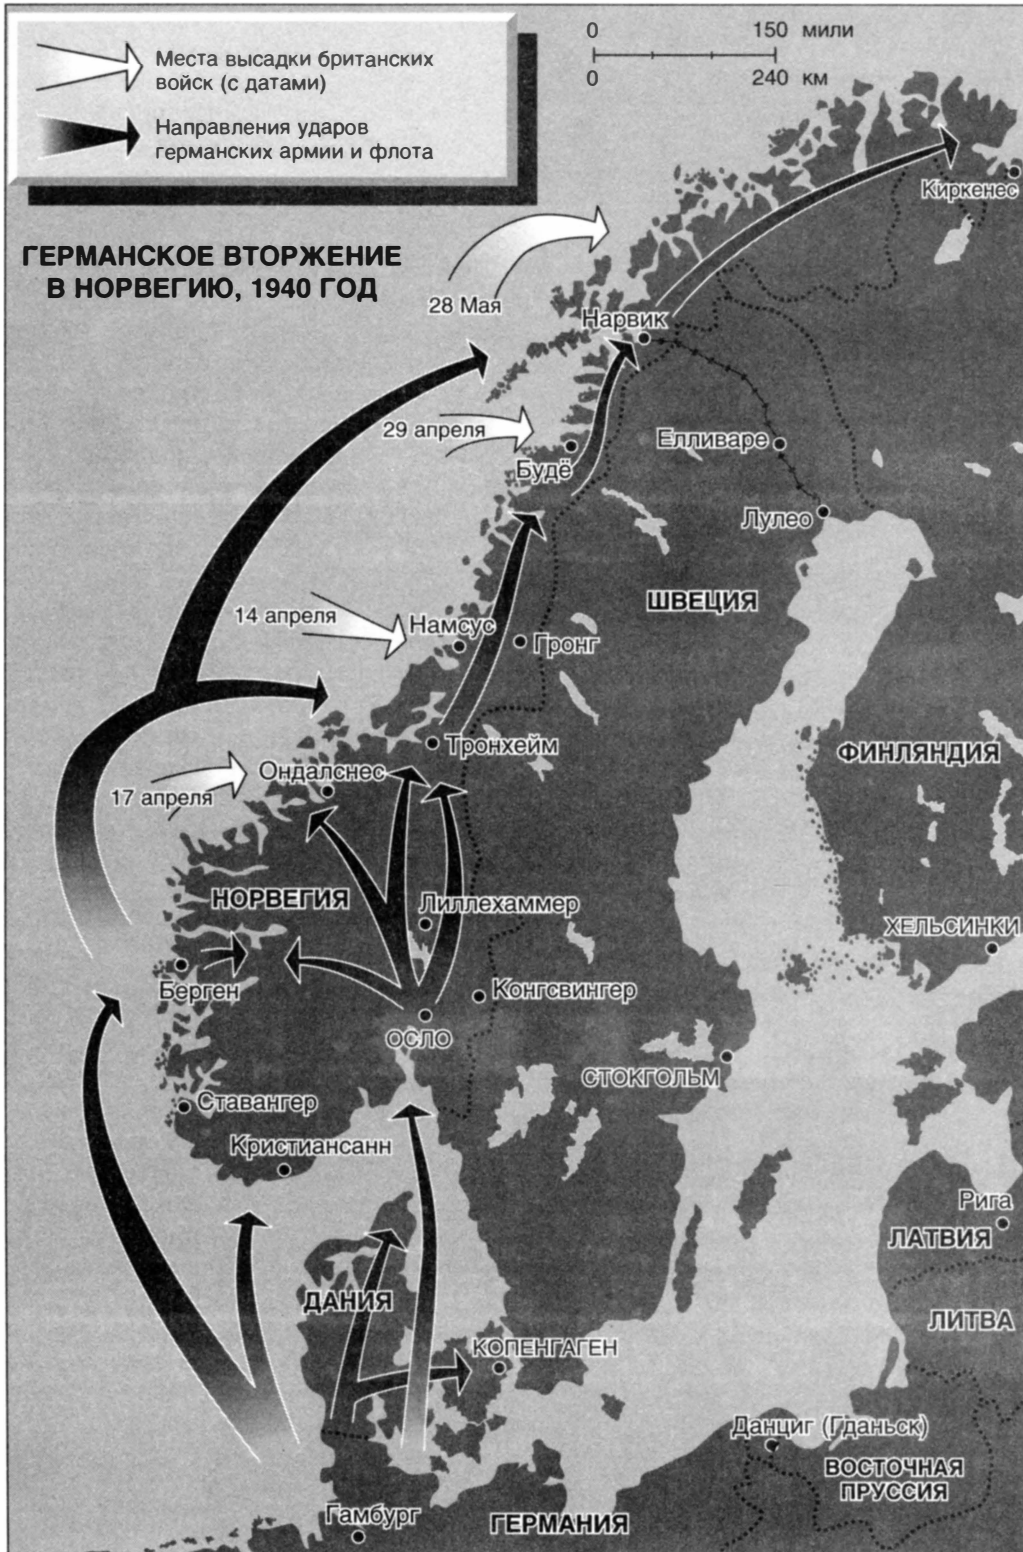 Места высадки британских
войск (с датами)
Направления ударов
германских армии и флота
0 150 мили
0 240 км
ГЕРМАНСКОЕ ВТОРЖЕНИЕ
В НОРВЕГИЮ, 1940 ГОД
Киркенес
28 Мая
Нарвик
29 апреля
Будё
Елливаре
Лулео
ШВЕЦИЯ
14 апреля
Намсус
Гронг
Тронхейм
ФИНЛЯНДИЯ
Ондалснес
17 апреля
НОРВЕГИЯ
Лиллехаммер
ХЕЛЬСИНКИ
Берген
Конгсвингер
ОСЛО
СТОКГОЛЬМ
Ставангер
Кристиансанн
Рига
ЛАТВИЯ
ДАНИЯ
ЛИТВА
КОПЕНГАГЕН
Данциг (Гданьск)
ВОСТОЧНАЯ
ПРУССИЯ
Гамбург
ГЕРМАНИЯ